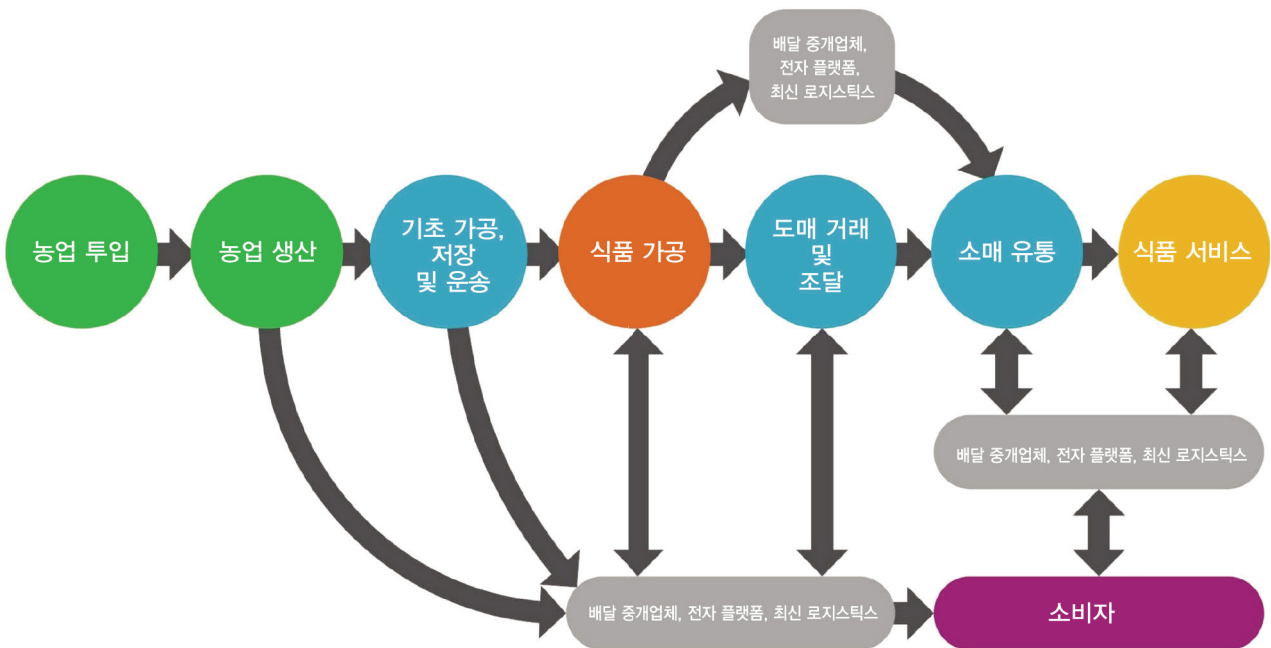 배달 중개업체,
전자 플랫폼,
최신 로지스틱스
농업 투입
농업 생산
기초 가공,
저장
및 운송
식품 가공
도매 거래
및
조달
소매 유통
식품 서비스
배달 중개업체, 전자 플랫폼, 최신 로지스틱스
배달 중개업체, 전자 플랫폼, 최신 로지스틱스
소비자